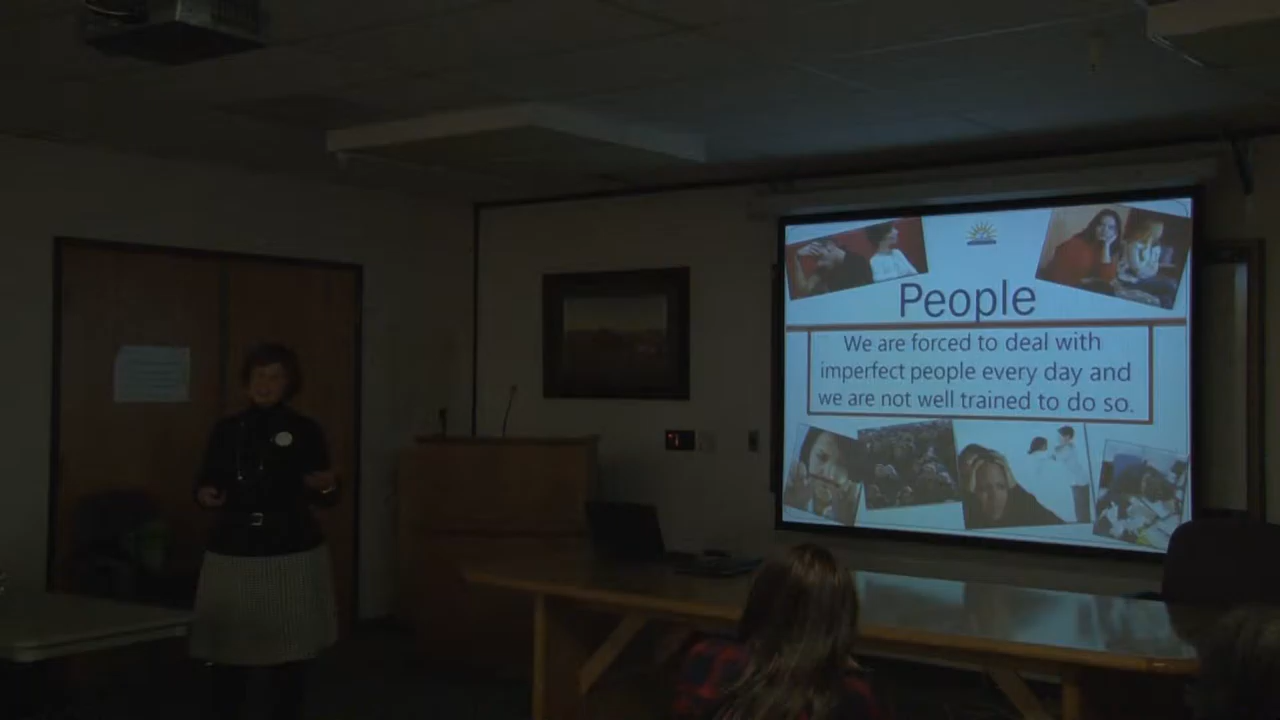 People
We are forced to deal with
imperfect people every day and
we are not well trained to do so.